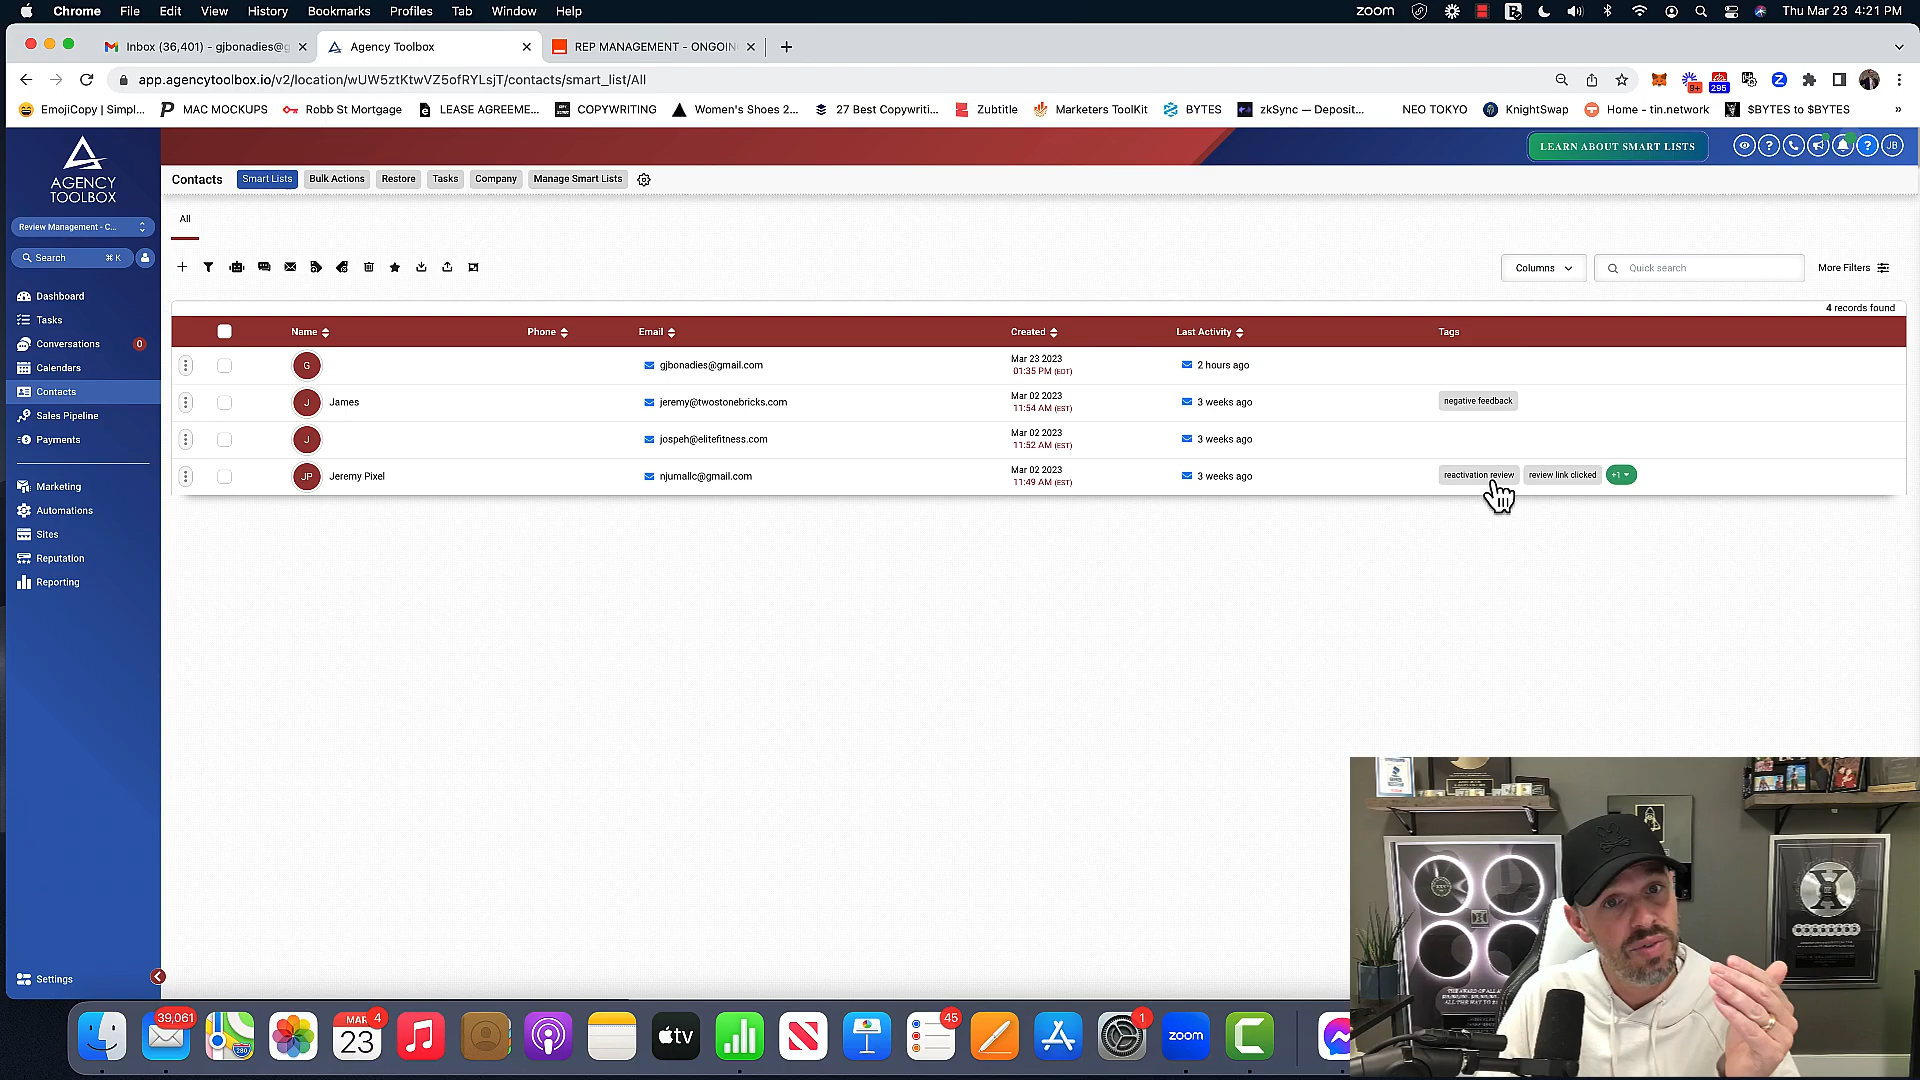 Chrome File Edit View History Bookmarks Profiles Tab Window Help zoom Thu Mar 23 4:21 PM
Inbox (36,401) - gjbonadies@g Agency Toolbox REP MANAGEMENT - ONGOIN
app.agencytoolbox.io/v2/location/wUW5ztKtwVZ5ofRYLsjT/contacts/smart_list/All 9+ 295
EmojiCopy | Simpl... MAC MOCKUPS Robb St Mortgage LEASE AGREEME... COPYWRITING Women's Shoes 2... 27 Best Copywriti... Zubtitle Marketers ToolKit BYTES zkSync — Deposit... NEO TOKYO KnightSwap Home - tin.network $BYTES to $BYTES »
AGENCY
TOOLBOX
LEARN ABOUT SMART LISTS JB
Contacts Smart Lists Bulk Actions Restore Tasks Company Manage Smart Lists
Review Management - C...
Search ⌘ K
All
Columns Quick search More Filters
Dashboard
Tasks
Conversations 0
Calendars
Contacts
Sales Pipeline
Payments
Marketing
Automations
Sites
Reputation
Reporting
Settings
4 records found
Name Phone Email Created Last Activity Tags
G gjbonadies@gmail.com Mar 23 2023 01:35 PM (EDT) 2 hours ago
J James jeremy@twostonebricks.com Mar 02 2023 11:54 AM (EST) 3 weeks ago negative feedback
J jospeh@elitefitness.com Mar 02 2023 11:52 AM (EST) 3 weeks ago
JP Jeremy Pixel njumallc@gmail.com Mar 02 2023 11:49 AM (EST) 3 weeks ago reactivation review review link clicked +1
39,061 280 MAR 4 23 tv 45 1 zoom